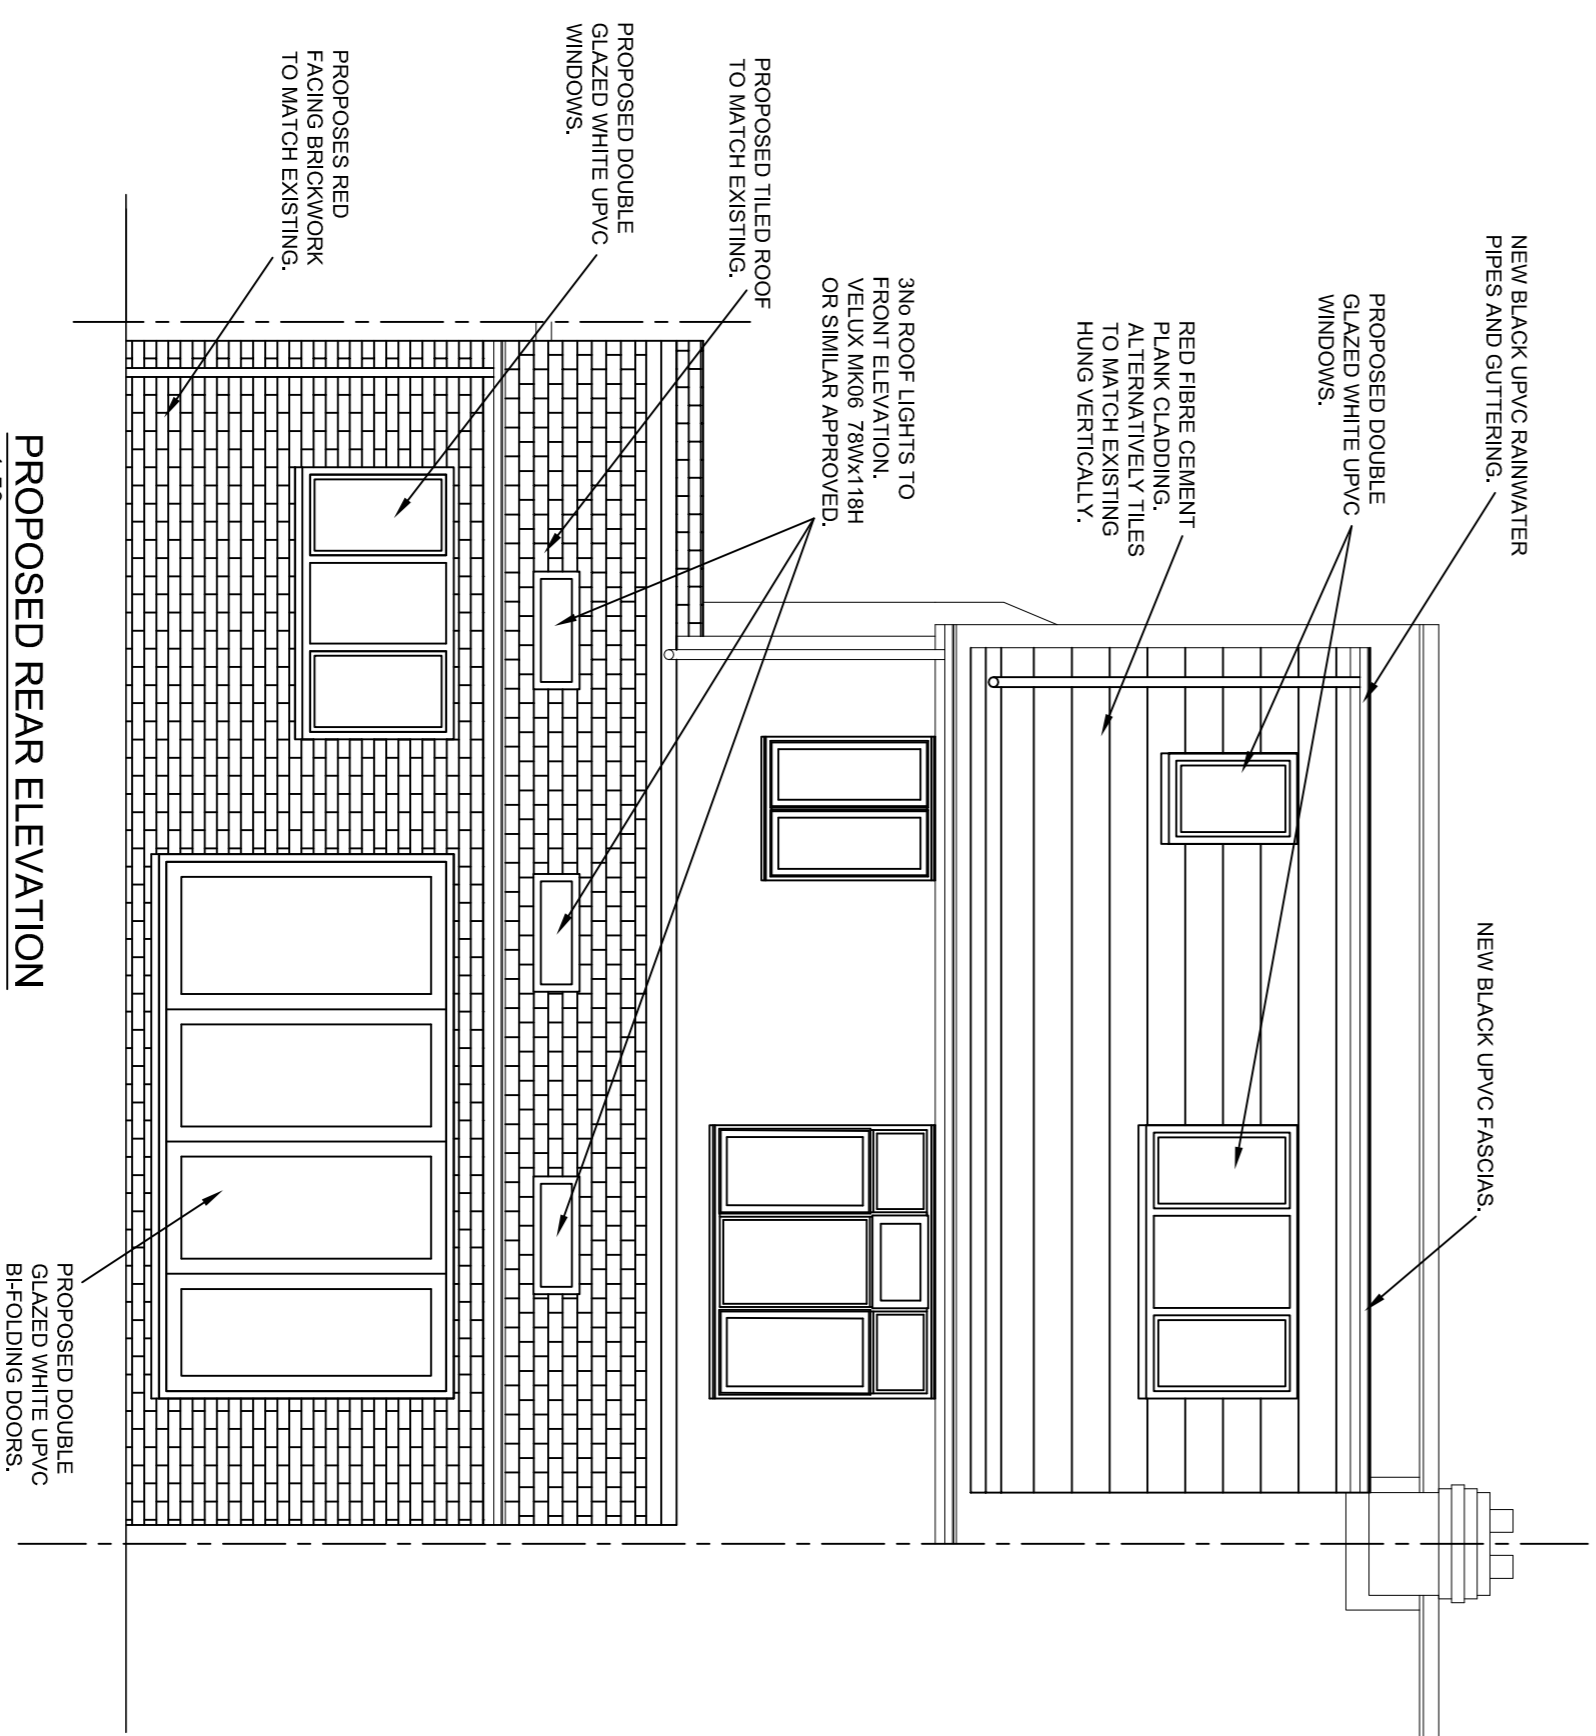 NEW BLACK UPVC RAINWATER
PIPES AND GUTTERING.
NEW BLACK UPVC FASCIAS.
PROPOSED DOUBLE
GLAZED WHITE UPVC
WINDOWS.
RED FIBRE CEMENT
PLANK CLADDING.
ALTERNATIVELY TILES
TO MATCH EXISTING
HUNG VERTICALLY.
3No ROOF LIGHTS TO
FRONT ELEVATION.
VELUX MK06 78Wx118H
OR SIMILAR APPROVED.
PROPOSED TILED ROOF
TO MATCH EXISTING.
PROPOSED DOUBLE
GLAZED WHITE UPVC
WINDOWS.
PROPOSES RED
FACING BRICKWORK
TO MATCH EXISTING.
PROPOSED DOUBLE
GLAZED WHITE UPVC
BI-FOLDING DOORS.
PROPOSED REAR ELEVATION